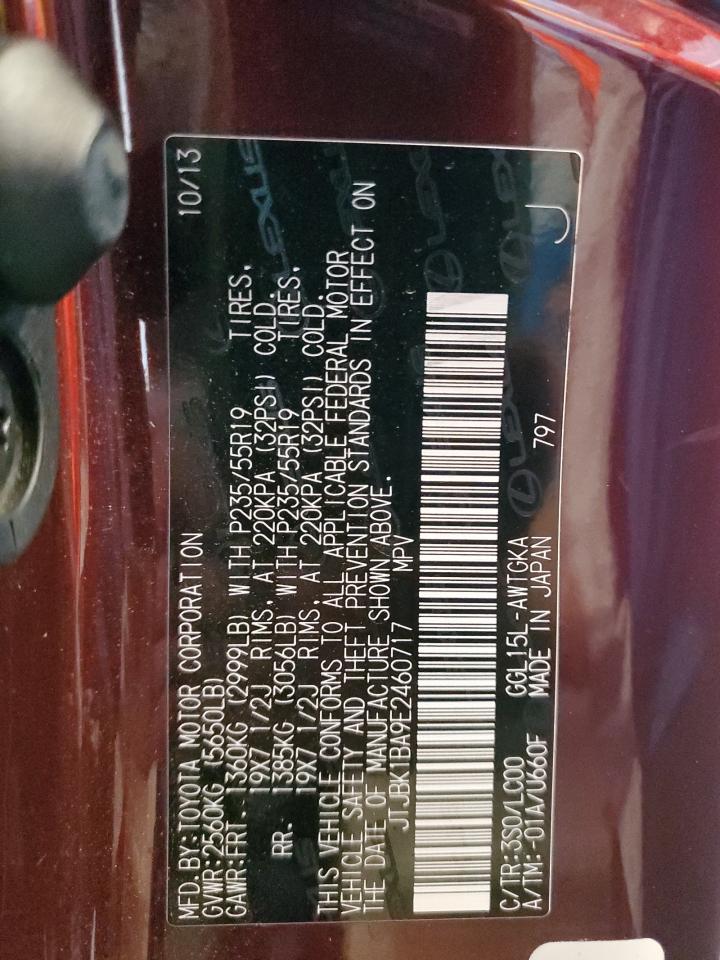 MFD.BY:TOYOTA MOTOR CORPORATION 10/13
GVWR:2560KG (5650LB)
GAWR:FRT. 1360KG (2999LB) WITH P235/55R19 TIRES,
19X7 1/2J RIMS, AT 220KPA (32PSI) COLD.
RR. 1385KG (3056LB) WITH P235/55R19 TIRES,
19X7 1/2J RIMS, AT 220KPA (32PSI) COLD.
THIS VEHICLE CONFORMS TO ALL APPLICABLE FEDERAL MOTOR
VEHICLE SAFETY AND THEFT PREVENTION STANDARDS IN EFFECT ON
THE DATE OF MANUFACTURE SHOWN ABOVE.
JTJBK1BA9E2460717 MPV
C/TR:3S0/LC00 GGL15L-AWTGKA
A/TM:-01A/U660F MADE IN JAPAN 797 J
LEXUS
LEXUS
LEXUS
LEXUS